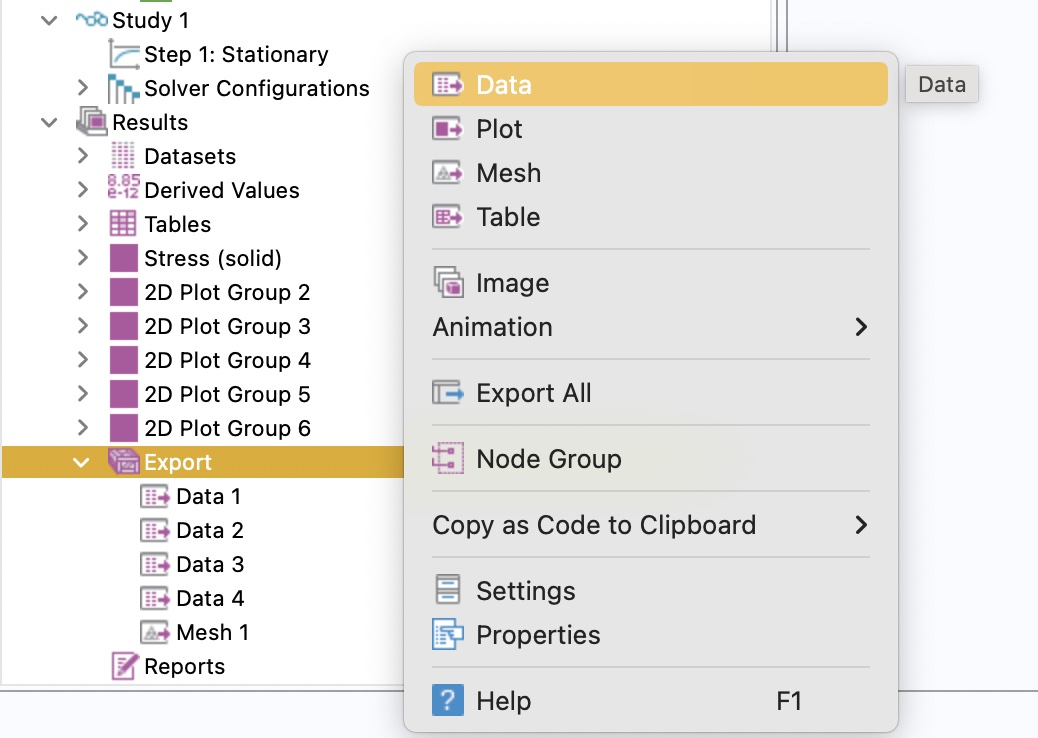 Study 1
Step 1: Stationary
Solver Configurations
Results
Datasets
8.85
e-12
Derived Values
Tables
Stress (solid)
2D Plot Group 2
2D Plot Group 3
2D Plot Group 4
2D Plot Group 5
2D Plot Group 6
Export
Data 1
Data 2
Data 3
Data 4
Mesh 1
Reports
Data
Plot
Mesh
Table
Image
Animation
Export All
Node Group
Copy as Code to Clipboard
Settings
Properties
? Help F1
Data